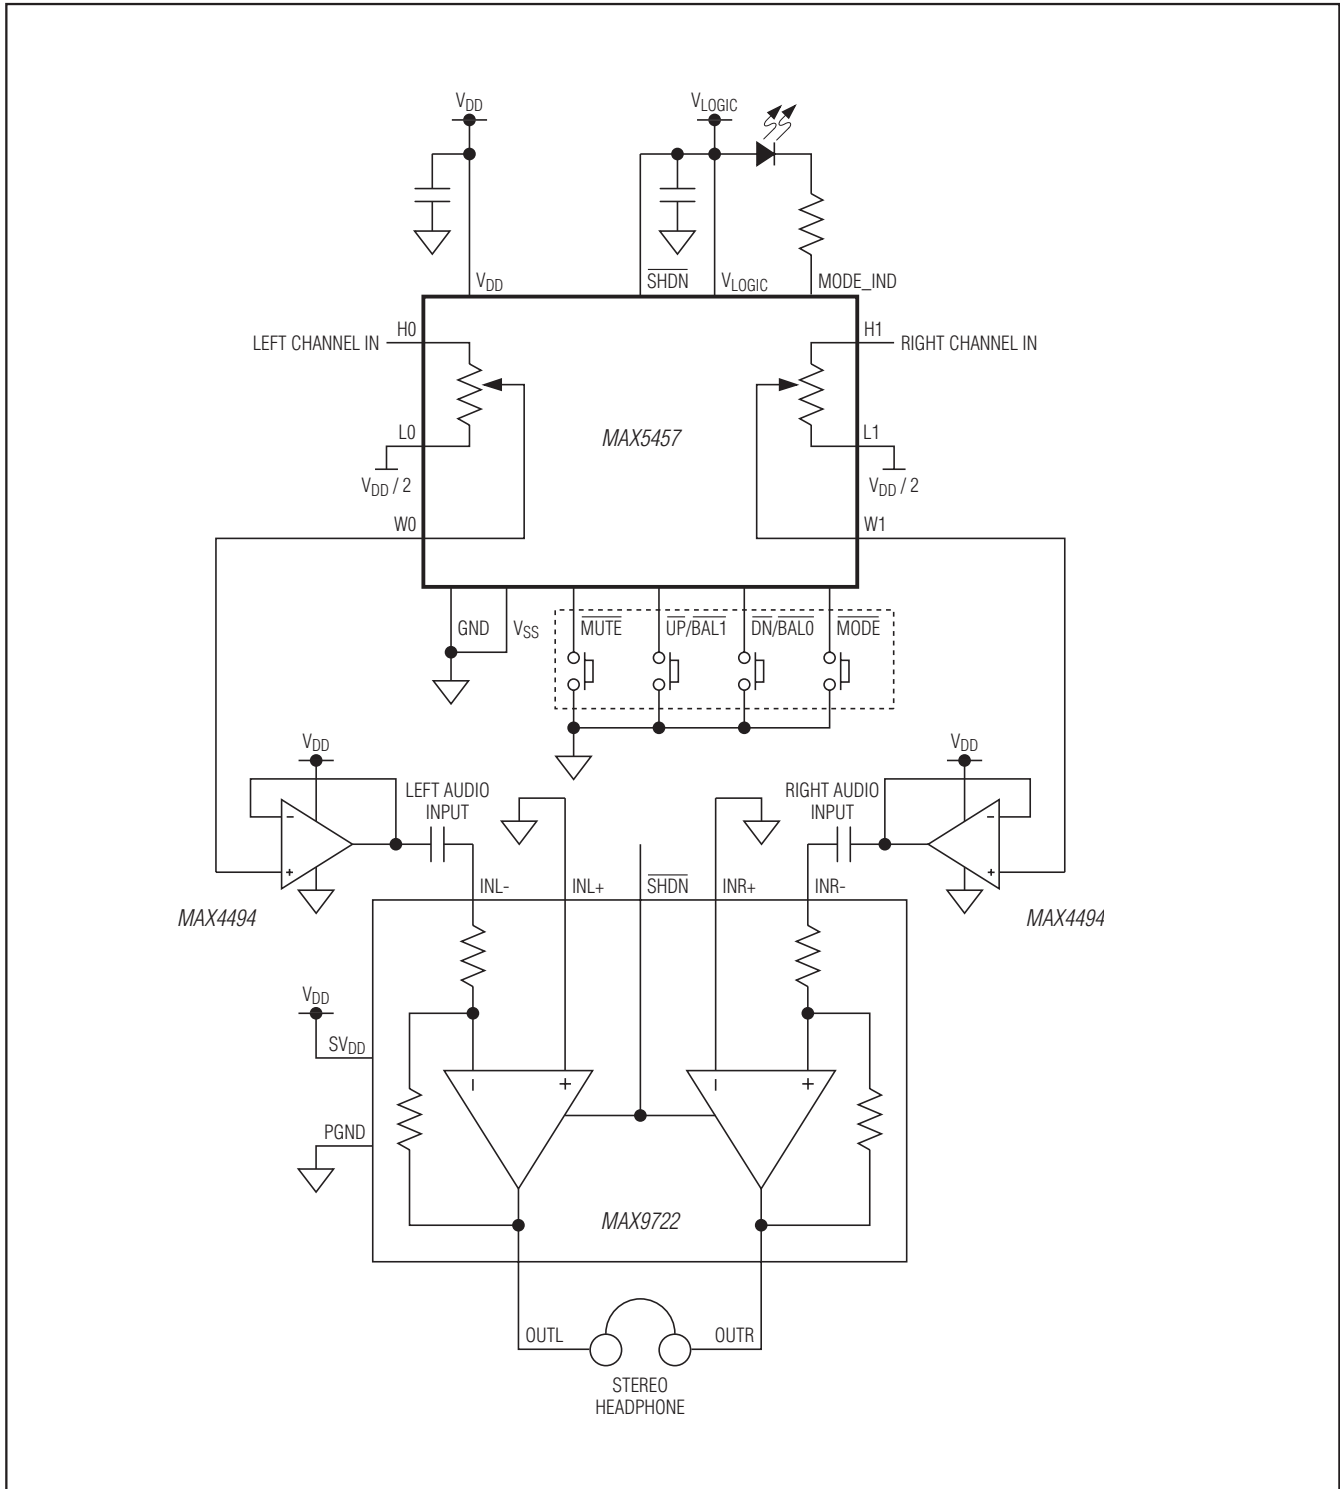 VDD
VLOGIC
VDD
SHDN
VLOGIC
MODE_IND
H0
H1
LEFT CHANNEL IN
RIGHT CHANNEL IN
L0
MAX5457
L1
VDD / 2
VDD / 2
W0
W1
GND
VSS
MUTE
UP/BAL1
DN/BAL0
MODE
VDD
VDD
LEFT AUDIO
INPUT
RIGHT AUDIO
INPUT
−
−
+
+
INL-
INL+
SHDN
INR+
INR-
MAX4494
MAX4494
VDD
SVDD
−
+
−
+
PGND
MAX9722
OUTL
OUTR
STEREO
HEADPHONE